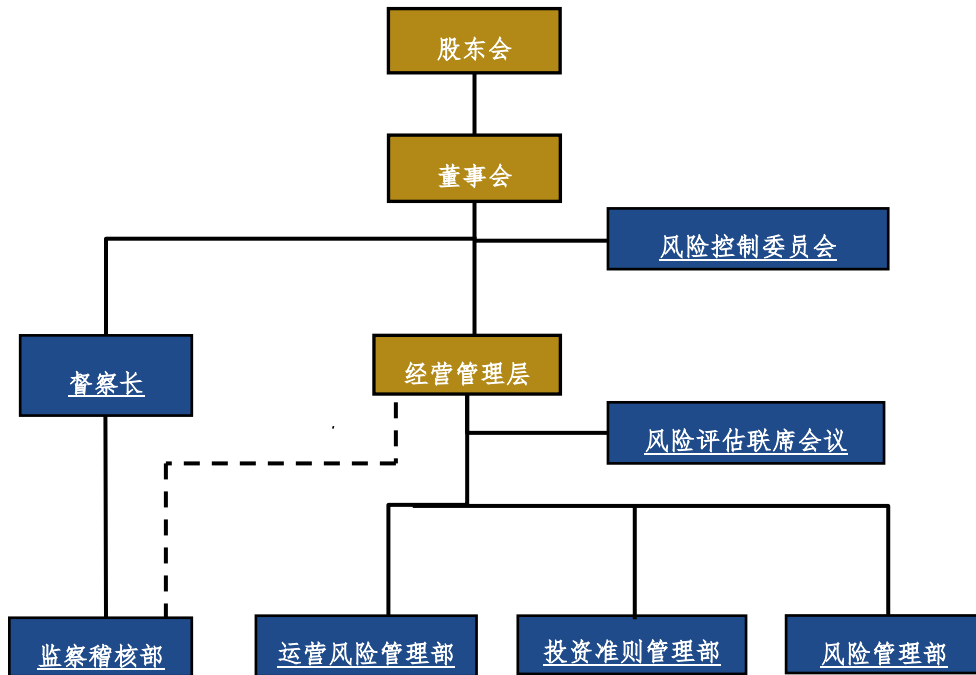 股东会
董事会
风险控制委员会
督察长
经营管理层
风险评估联席会议
监察稽核部
运营风险管理部
投资准则管理部
风险管理部